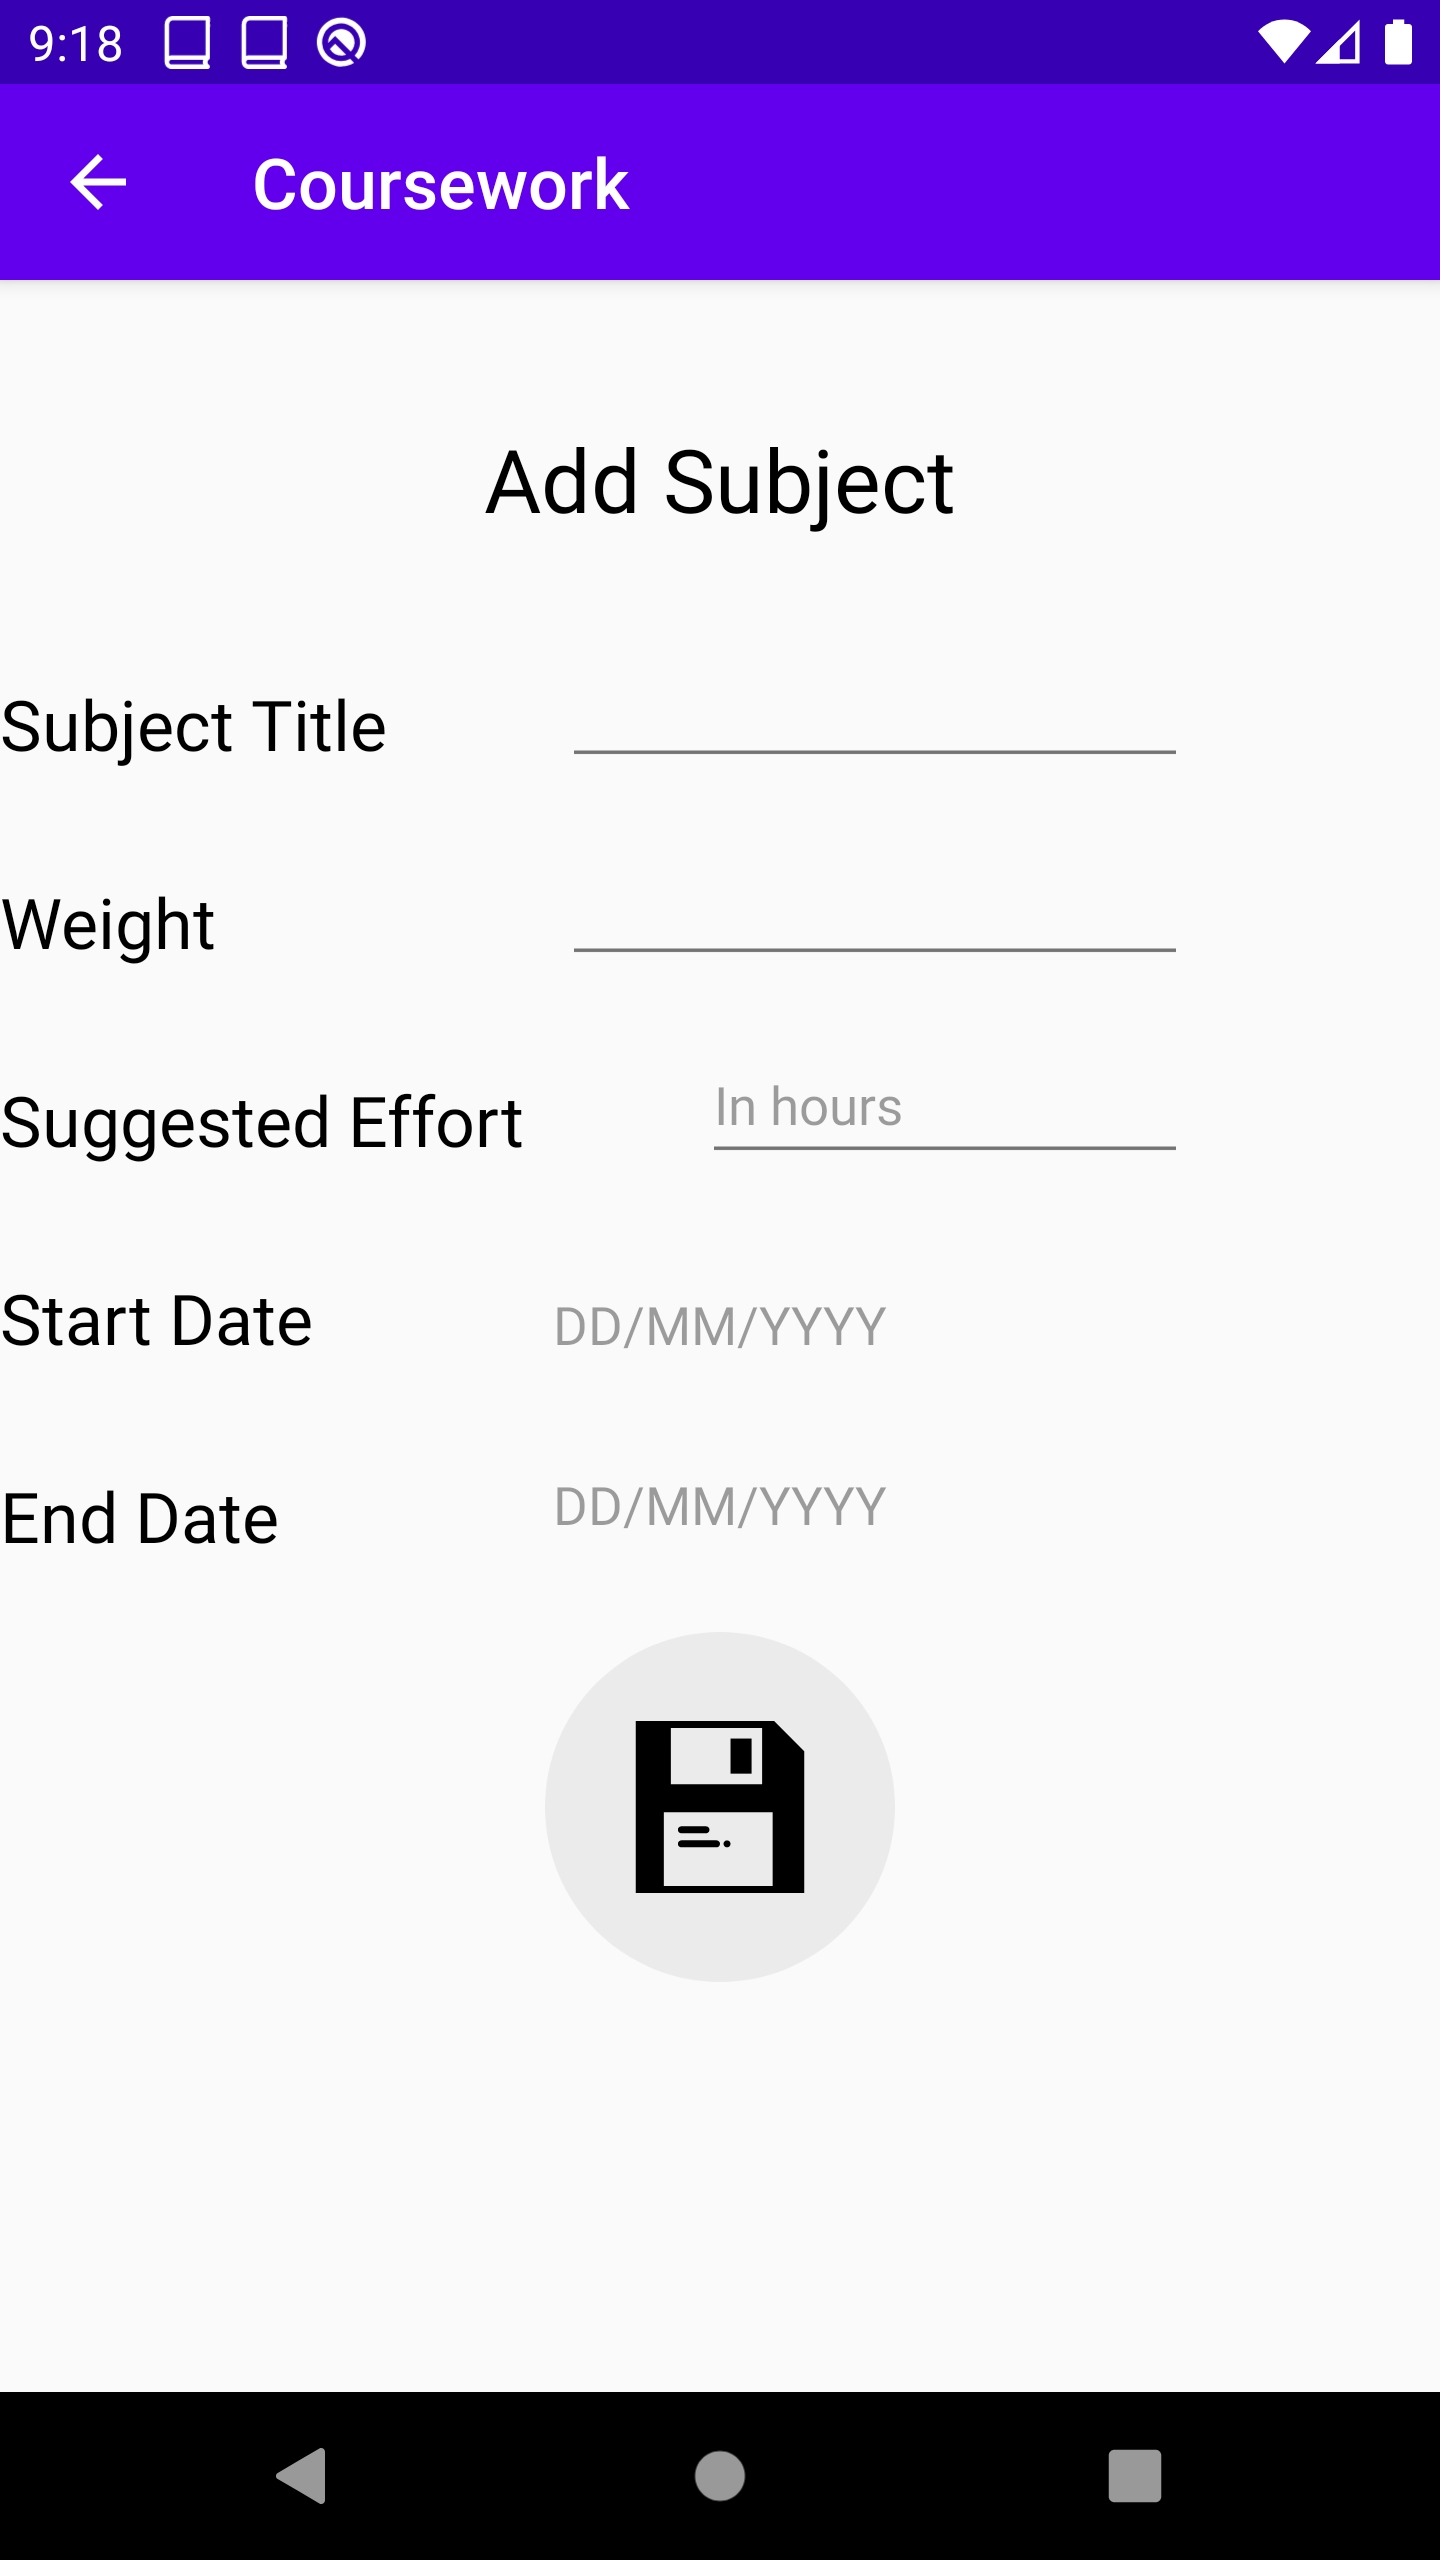 9:18
Coursework
Add Subject
Subject Title
Weight
Suggested Effort In hours
Start Date DD/MM/YYYY
End Date DD/MM/YYYY